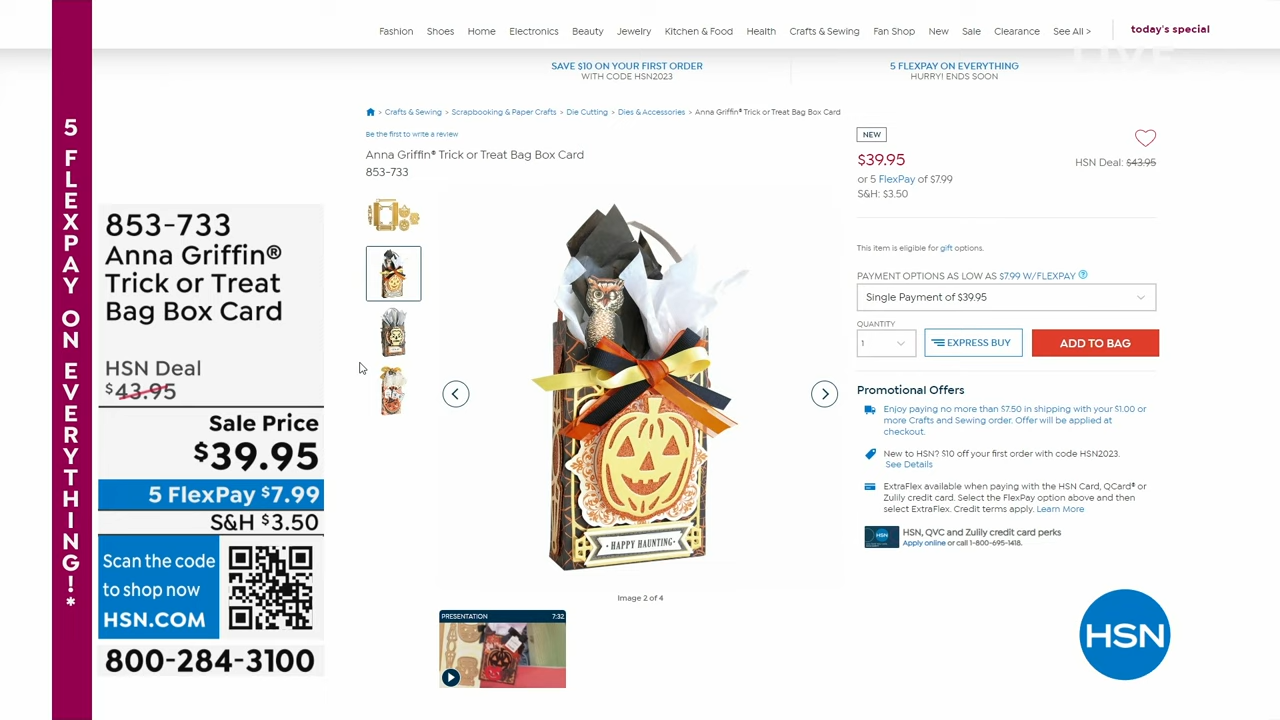 Fashion Shoes Home Electronics Beauty Jewelry Kitchen & Food Health Crafts & Sewing Fan Shop New Sale Clearance See All > today's special
LIVE
SAVE $10 ON YOUR FIRST ORDER
WITH CODE HSN2023
5 FLEXPAY ON EVERYTHING
HURRY! ENDS SOON
5 FLEXPAY ON EVERYTHING!*
> Crafts & Sewing > Scrapbooking & Paper Crafts > Die Cutting > Dies & Accessories > Anna Griffin® Trick or Treat Bag Box Card
Be the first to write a review
Anna Griffin® Trick or Treat Bag Box Card
853-733
853-733
Anna Griffin®
Trick or Treat
Bag Box Card
HSN Deal
$43.95
Sale Price
$39.95
5 FlexPay $7.99
S&H $3.50
Scan the code
to shop now
HSN.COM
800-284-3100
HAPPY HAUNTING
Image 2 of 4
PRESENTATION 7:32
NEW
$39.95
HSN Deal: $43.95
or 5 FlexPay of $7.99
S&H: $3.50
This item is eligible for gift options.
PAYMENT OPTIONS AS LOW AS $7.99 W/FLEXPAY ?
Single Payment of $39.95
QUANTITY
1
EXPRESS BUY
ADD TO BAG
Promotional Offers
Enjoy paying no more than $7.50 in shipping with your $1.00 or
more Crafts and Sewing order. Offer will be applied at
checkout.
New to HSN? $10 off your first order with code HSN2023.
See Details
ExtraFlex available when paying with the HSN Card, QCard® or
Zulily credit card. Select the FlexPay option above and then
select ExtraFlex. Credit terms apply. Learn More
HSN
HSN, QVC and Zulily credit card perks
Apply online or call 1-800-695-1418.
HSN